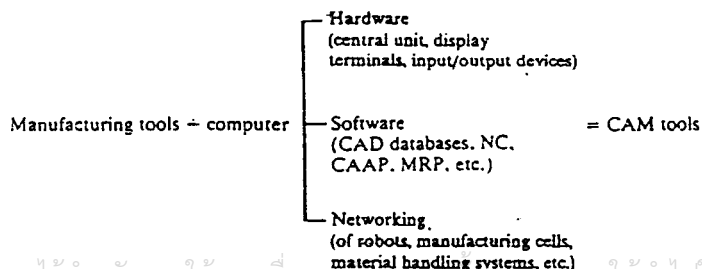 Hardware
(central unit, display
terminals, input/output devices)
Manufacturing tools + computer
Software
= CAM tools
(CAD databases, NC,
CAAP, MRP, etc.)
Networking
(of robots, manufacturing cells,
material handling systems, etc.)